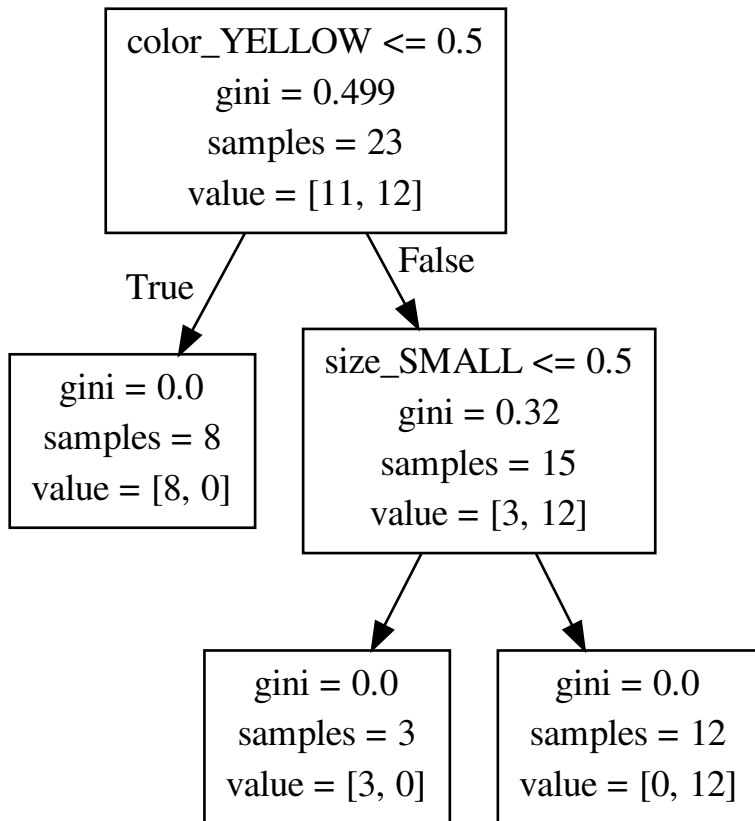 color_YELLOW <= 0.5
gini = 0.499
samples = 23
value = [11, 12]
True
False
gini = 0.0
samples = 8
value = [8, 0]
size_SMALL <= 0.5
gini = 0.32
samples = 15
value = [3, 12]
gini = 0.0
samples = 3
value = [3, 0]
gini = 0.0
samples = 12
value = [0, 12]